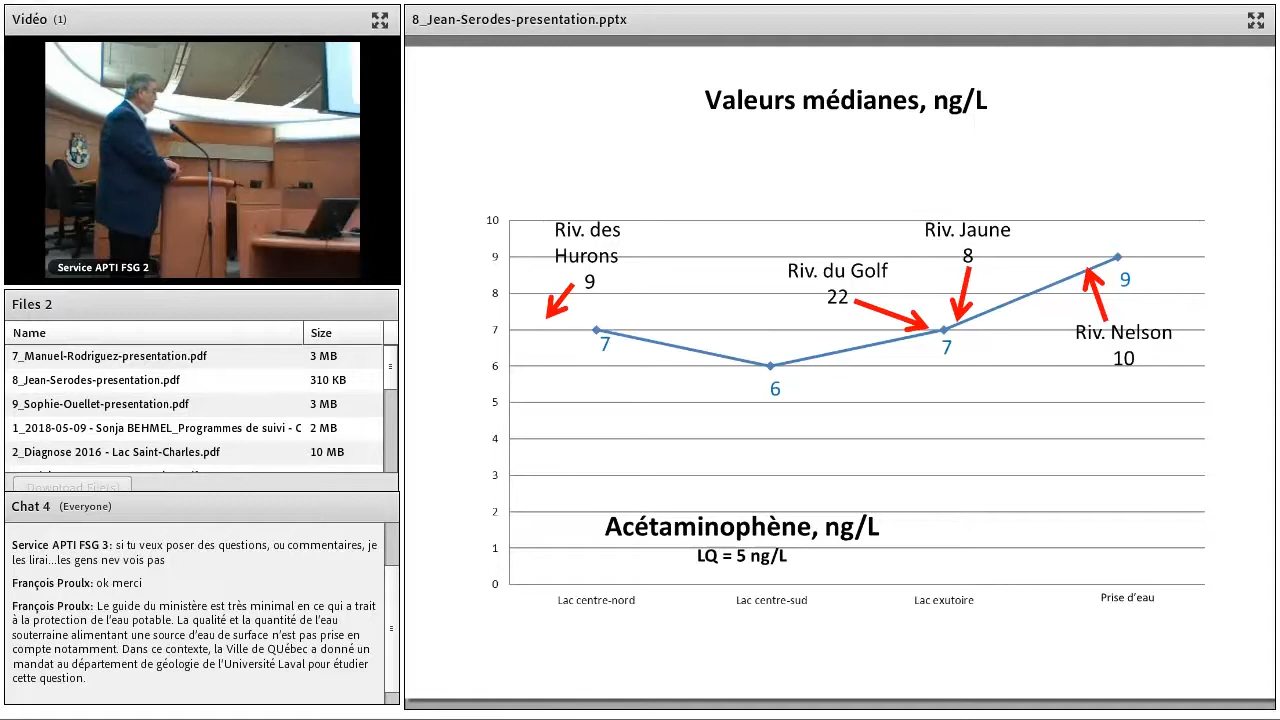 Vidéo (1)
Service APTI FSG 2
Files 2
Name Size
7_Manuel-Rodriguez-presentation.pdf 3 MB
8_Jean-Serodes-presentation.pdf 310 KB
9_Sophie-Ouellet-presentation.pdf 3 MB
1_2018-05-09 - Sonja BEHMEL_Programmes de suivi - C 2 MB
2_Diagnose 2016 - Lac Saint-Charles.pdf 10 MB
Download File(s)
Chat 4 (Everyone)
Service APTI FSG 3: si tu veux poser des questions, ou commentaires, je
les lirai...les gens nev vois pas
François Proulx: ok merci
François Proulx: Le guide du ministère est très minimal en ce qui a trait
à la protection de l'eau potable. La qualité et la quantité de l'eau
souterraine alimentant une source d'eau de surface n'est pas prise en
compte notamment. Dans ce contexte, la Ville de QUébec a donné un
mandat au département de géologie de l'Université Laval pour étudier
cette question.
8_Jean-Serodes-presentation.pptx
Valeurs médianes, ng/L
10
9
8
7
6
5
4
3
2
1
0
Riv. des
Hurons
9
Riv. du Golf
22
Riv. Jaune
8
Riv. Nelson
10
7
6
7
9
Acétaminophène, ng/L
LQ = 5 ng/L
Lac centre-nord
Lac centre-sud
Lac exutoire
Prise d'eau